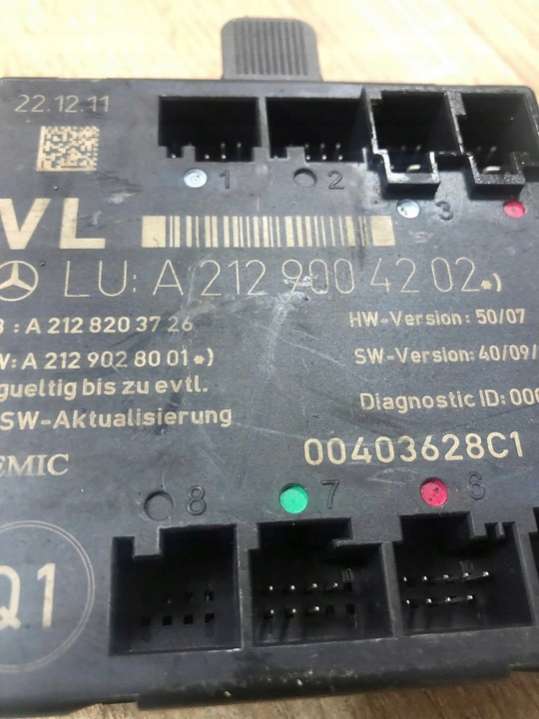 22.12.11
1 2 3
VL
LU: A 212 900 42 02 *)
: A 212 820 37 26
HW-Version: 50/07
W: A 212 902 80 01 *)
SW-Version: 40/09/
gueltig bis zu evtl.
SW-Aktualisierung
Diagnostic ID: 000
EMIC
00403628C1
8 7 6
Q1